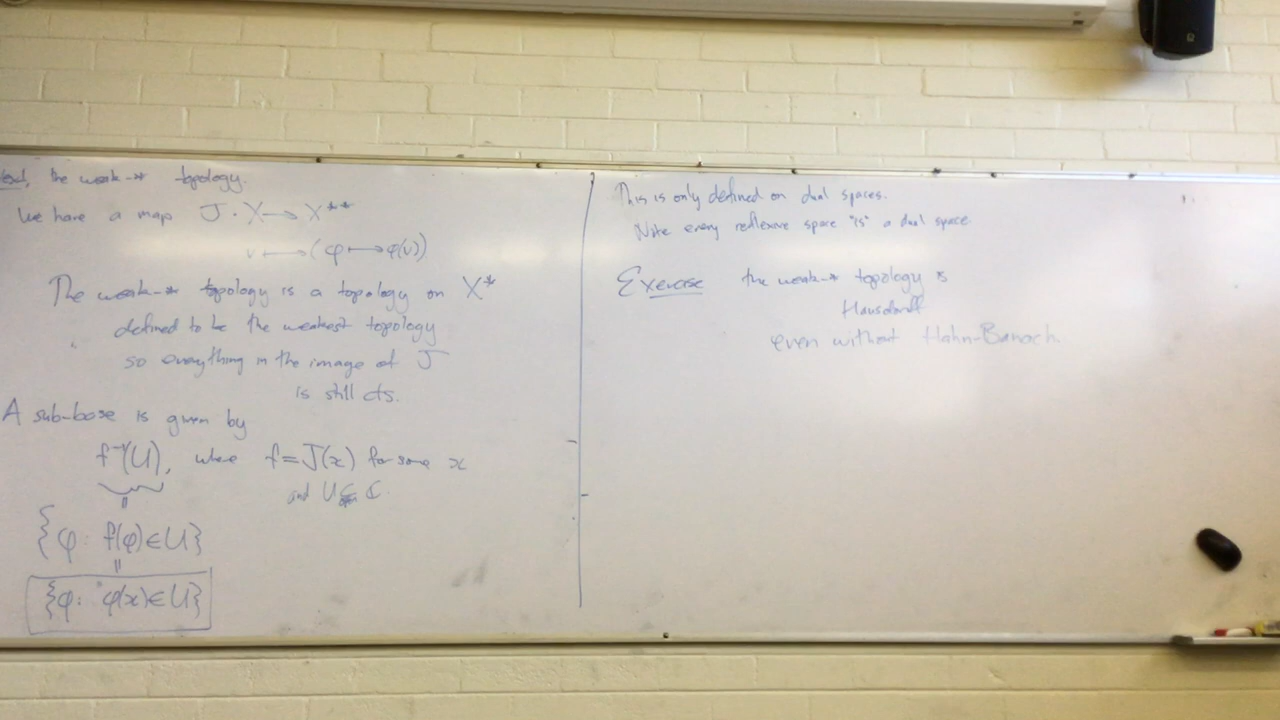 the weak-* topology.
We have a map J: X → X**
v ⟼ (φ ⟼ φ(v))
The weak-* topology is a topology on X*
defined to be the weakest topology
so everything in the image of J
is still cts.
A sub-base is given by
f⁻¹(U), where f=J(x) for some x
and U ⊆ ℂ
=
{φ: f(φ)∈U}
=
{φ: φ(x)∈U}
This is only defined on dual spaces.
Note every reflexive space "is" a dual space
Exercise the weak-* topology is
Hausdorff
even without Hahn-Banach.